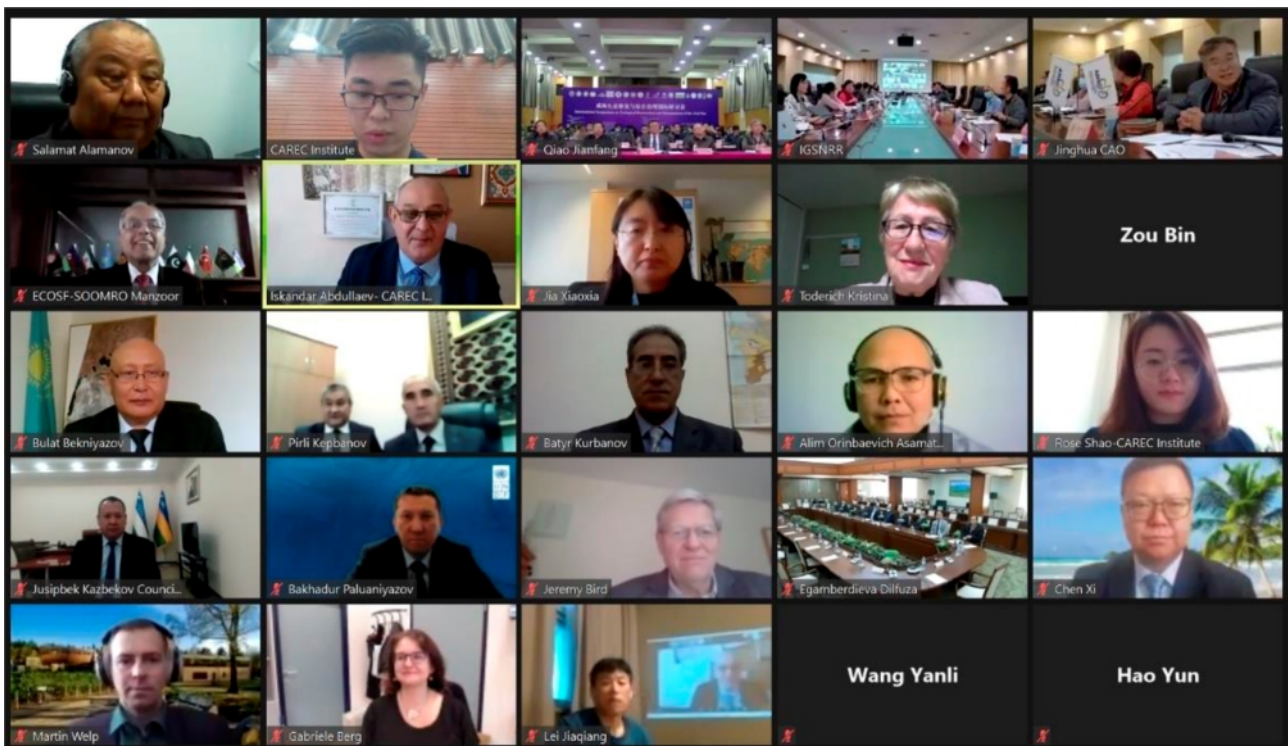 Salamat Alamanov
CAREC Institute
Qiao Jianfang
IGSNRR
Jinghua CAO
ECOSF-SOOMRO Manzoor
Iskandar Abdullaev- CAREC I...
Jia Xiaoxia
Toderich Kristina
Zou Bin
Bulat Bekniyazov
Pirli Kepbanov
Batyr Kurbanov
Alim Orinbaevich Asamat...
Rose Shao-CAREC Institute
Jusipbek Kazbekov Counci...
Bakhadur Paluaniyazov
Jeremy Bird
Egamberdieva Dilfuza
Chen Xi
Martin Welp
Gabriele Berg
Lei Jiaqiang
Wang Yanli
Hao Yun